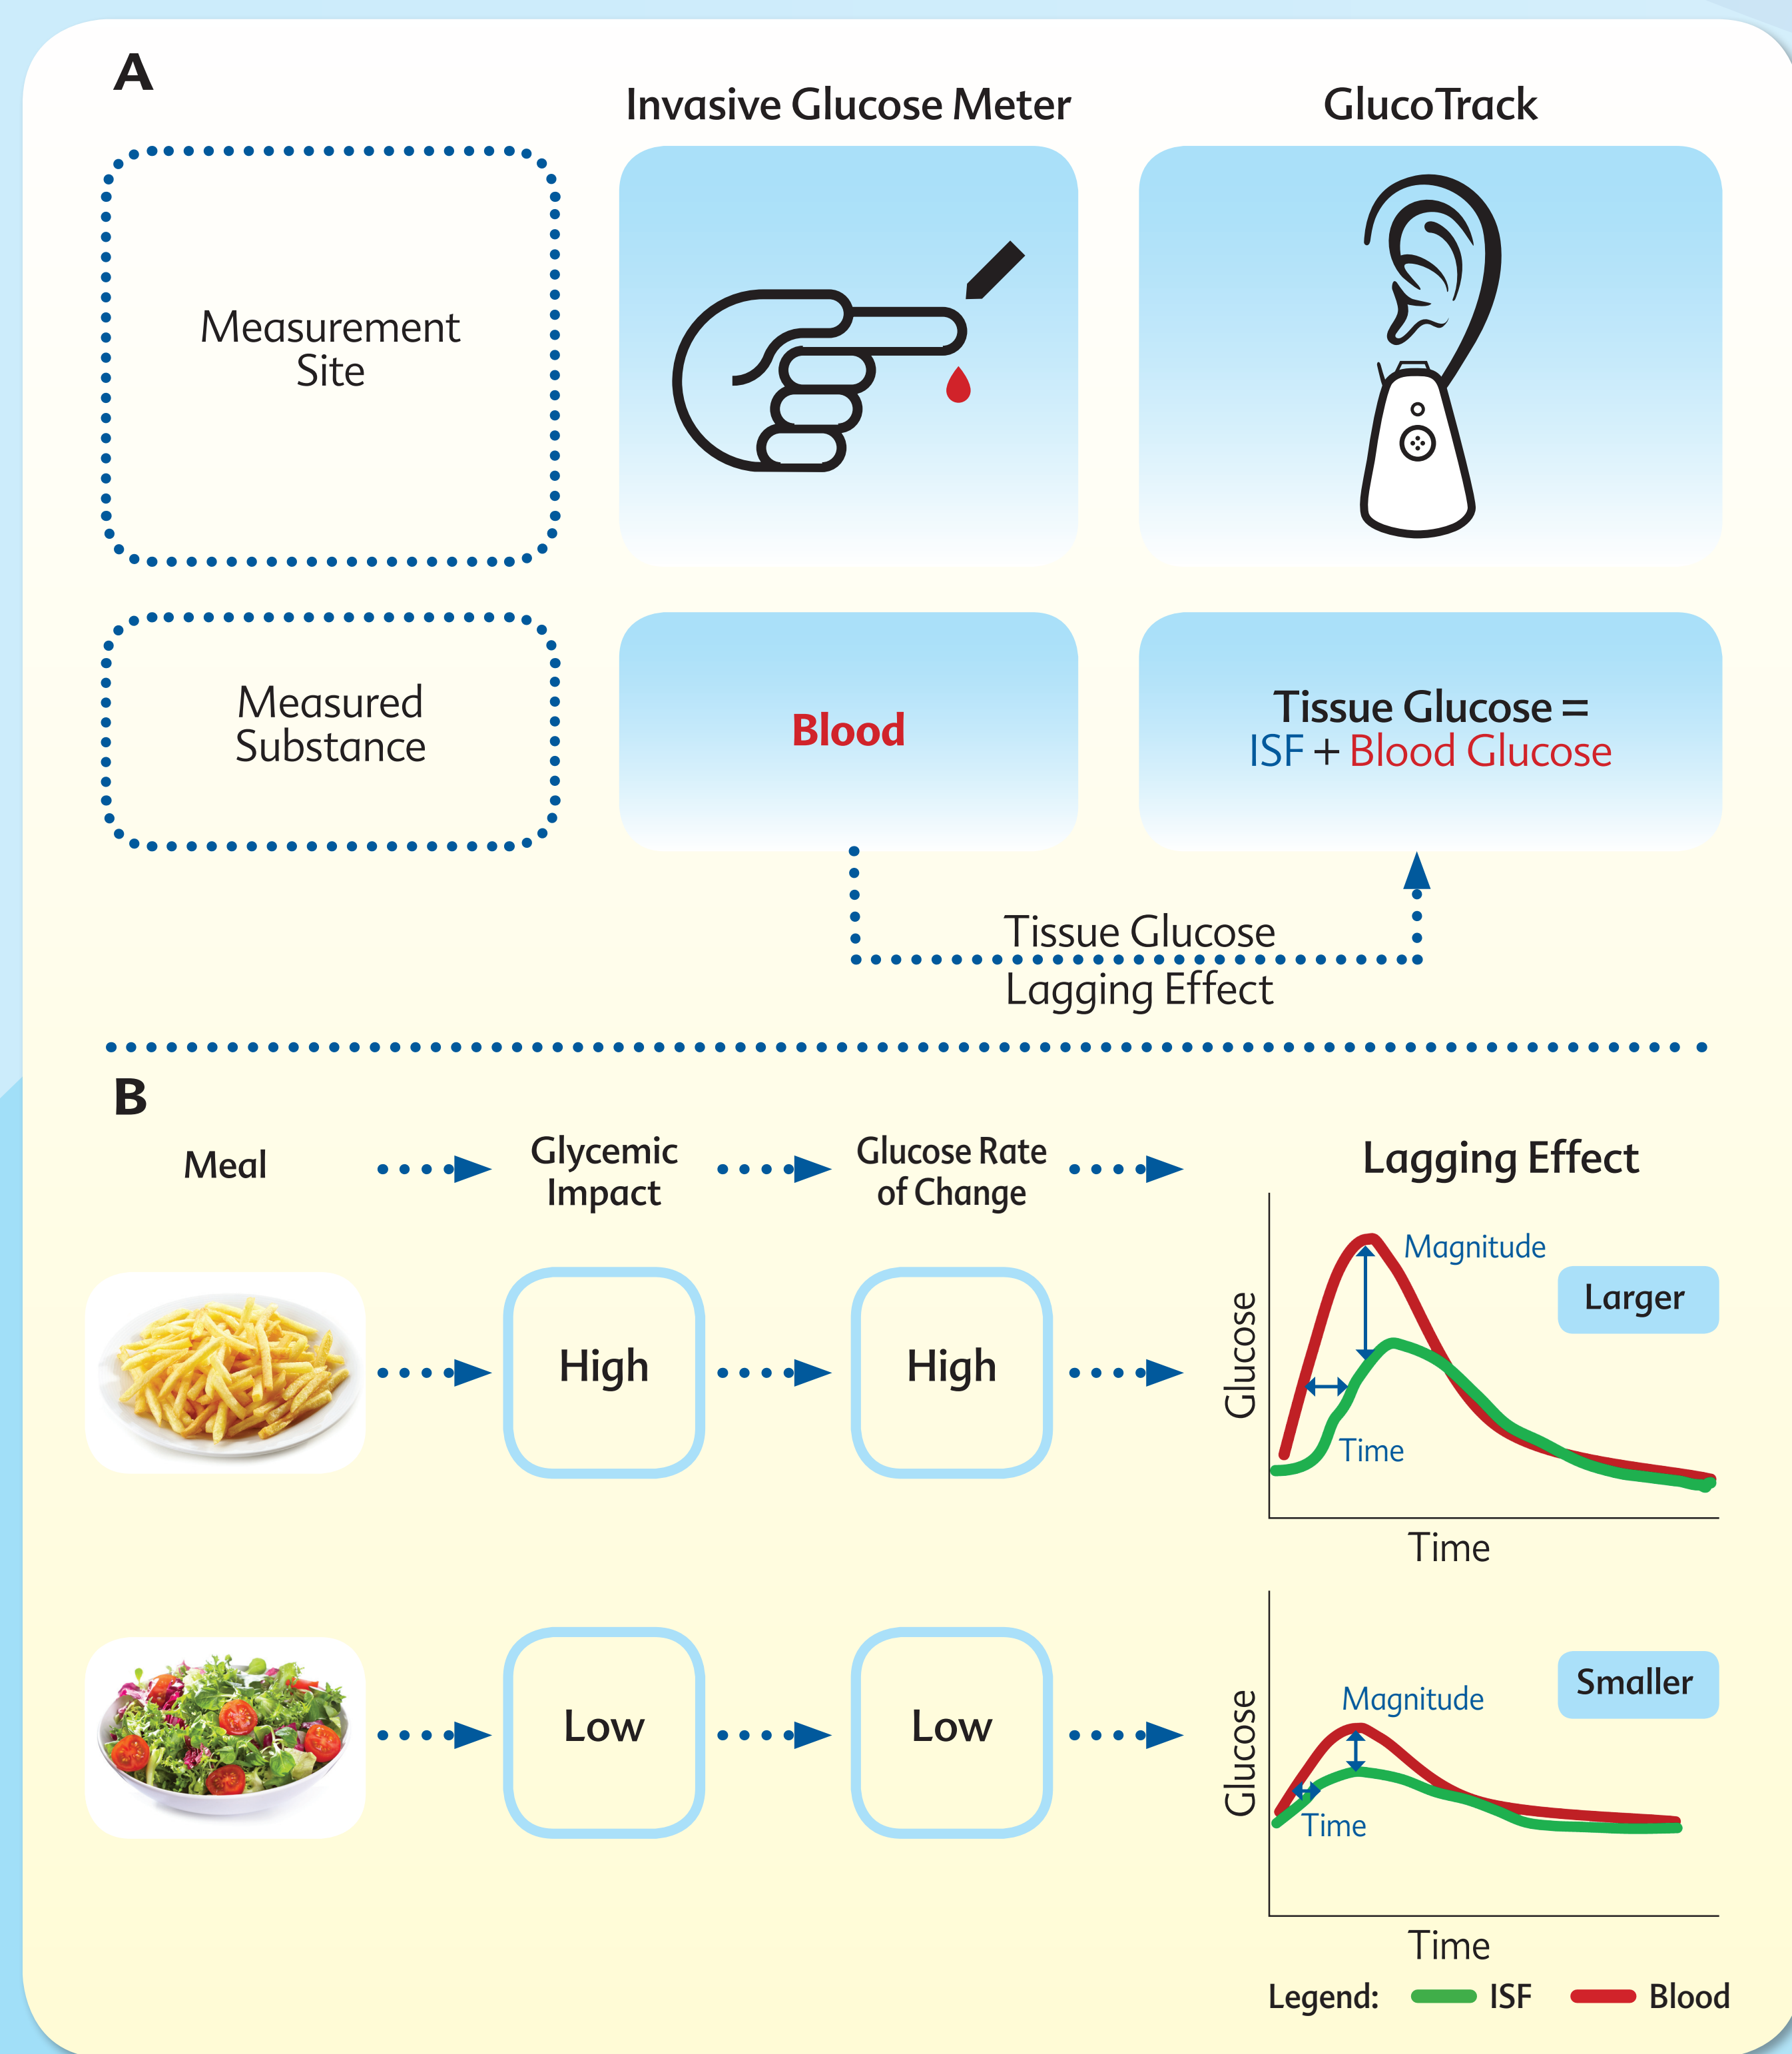 A
Invasive Glucose Meter
GlucoTrack
Measurement
Site
Measured
Substance
Blood
Tissue Glucose =
ISF + Blood Glucose
Tissue Glucose
Lagging Effect
B
Meal
Glycemic
Impact
Glucose Rate
of Change
Lagging Effect
High
High
Glucose
Magnitude
Larger
Time
Time
Low
Low
Glucose
Magnitude
Smaller
Time
Time
Legend:
ISF
Blood